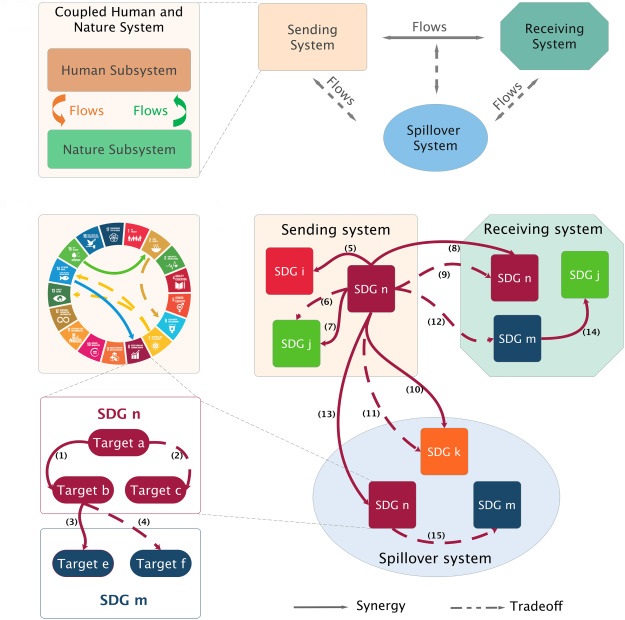 Coupled Human and
Nature System
Human Subsystem
Flows
Flows
Nature Subsystem
Sending
System
Flows
Receiving
System
Flows
Flows
Spillover
System
Sending system
Receiving system
SDG i
(5)
SDG n
(8)
(9)
SDG n
SDG j
(6)
(7)
SDG j
(12)
SDG m
(14)
(10)
(11)
(13)
SDG k
SDG n
SDG m
(15)
Spillover system
SDG n
Target a
(1)
(2)
Target b
Target c
(3)
(4)
Target e
Target f
SDG m
Synergy
Tradeoff